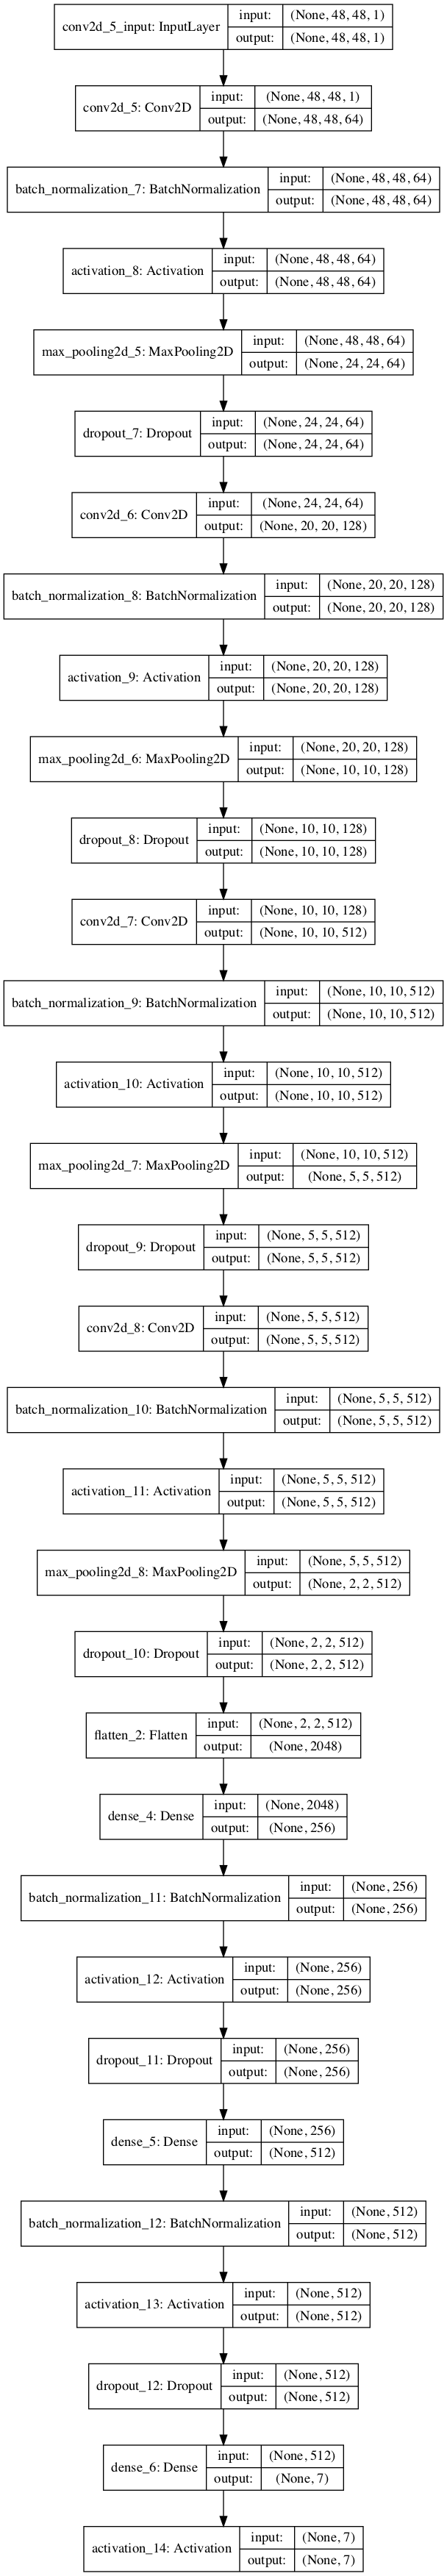 conv2d_5_input: InputLayer
input: (None, 48, 48, 1)
output: (None, 48, 48, 1)
conv2d_5: Conv2D
input: (None, 48, 48, 1)
output: (None, 48, 48, 64)
batch_normalization_7: BatchNormalization
input: (None, 48, 48, 64)
output: (None, 48, 48, 64)
activation_8: Activation
input: (None, 48, 48, 64)
output: (None, 48, 48, 64)
max_pooling2d_5: MaxPooling2D
input: (None, 48, 48, 64)
output: (None, 24, 24, 64)
dropout_7: Dropout
input: (None, 24, 24, 64)
output: (None, 24, 24, 64)
conv2d_6: Conv2D
input: (None, 24, 24, 64)
output: (None, 20, 20, 128)
batch_normalization_8: BatchNormalization
input: (None, 20, 20, 128)
output: (None, 20, 20, 128)
activation_9: Activation
input: (None, 20, 20, 128)
output: (None, 20, 20, 128)
max_pooling2d_6: MaxPooling2D
input: (None, 20, 20, 128)
output: (None, 10, 10, 128)
dropout_8: Dropout
input: (None, 10, 10, 128)
output: (None, 10, 10, 128)
conv2d_7: Conv2D
input: (None, 10, 10, 128)
output: (None, 10, 10, 512)
batch_normalization_9: BatchNormalization
input: (None, 10, 10, 512)
output: (None, 10, 10, 512)
activation_10: Activation
input: (None, 10, 10, 512)
output: (None, 10, 10, 512)
max_pooling2d_7: MaxPooling2D
input: (None, 10, 10, 512)
output: (None, 5, 5, 512)
dropout_9: Dropout
input: (None, 5, 5, 512)
output: (None, 5, 5, 512)
conv2d_8: Conv2D
input: (None, 5, 5, 512)
output: (None, 5, 5, 512)
batch_normalization_10: BatchNormalization
input: (None, 5, 5, 512)
output: (None, 5, 5, 512)
activation_11: Activation
input: (None, 5, 5, 512)
output: (None, 5, 5, 512)
max_pooling2d_8: MaxPooling2D
input: (None, 5, 5, 512)
output: (None, 2, 2, 512)
dropout_10: Dropout
input: (None, 2, 2, 512)
output: (None, 2, 2, 512)
flatten_2: Flatten
input: (None, 2, 2, 512)
output: (None, 2048)
dense_4: Dense
input: (None, 2048)
output: (None, 256)
batch_normalization_11: BatchNormalization
input: (None, 256)
output: (None, 256)
activation_12: Activation
input: (None, 256)
output: (None, 256)
dropout_11: Dropout
input: (None, 256)
output: (None, 256)
dense_5: Dense
input: (None, 256)
output: (None, 512)
batch_normalization_12: BatchNormalization
input: (None, 512)
output: (None, 512)
activation_13: Activation
input: (None, 512)
output: (None, 512)
dropout_12: Dropout
input: (None, 512)
output: (None, 512)
dense_6: Dense
input: (None, 512)
output: (None, 7)
activation_14: Activation
input: (None, 7)
output: (None, 7)